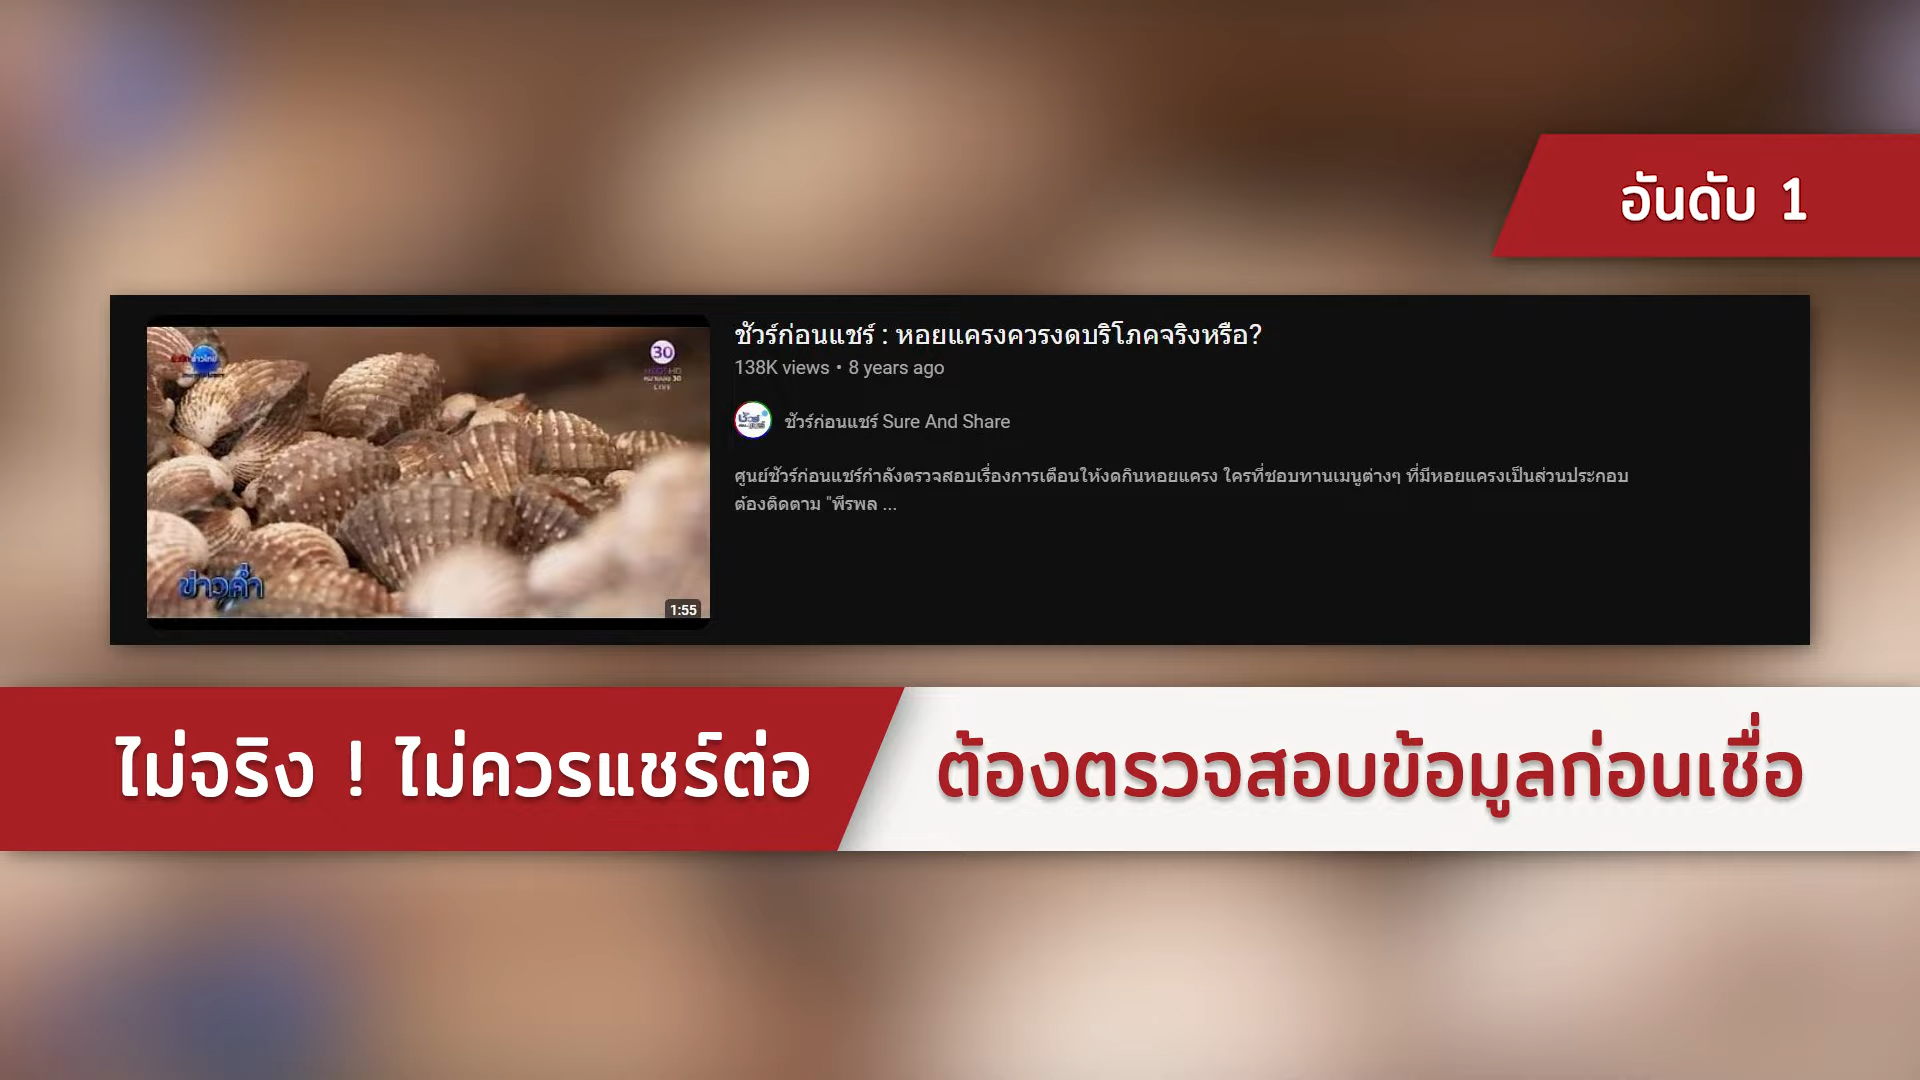 อันดับ 1
ชัวร์ก่อนแชร์ : หอยแครงควรงดบริโภคจริงหรือ?
138K views • 8 years ago
ชัวร์ก่อนแชร์ Sure And Share
ศูนย์ชัวร์ก่อนแชร์กำลังตรวจสอบเรื่องการเตือนให้งดกินหอยแครง ใครที่ชอบทานเมนูต่างๆ ที่มีหอยแครงเป็นส่วนประกอบ
ต้องติดตาม "พีรพล ...
30
LIVE
ข่าวค่ำ
1:55
ไม่จริง ! ไม่ควรแชร์ต่อ
ต้องตรวจสอบข้อมูลก่อนเชื่อ